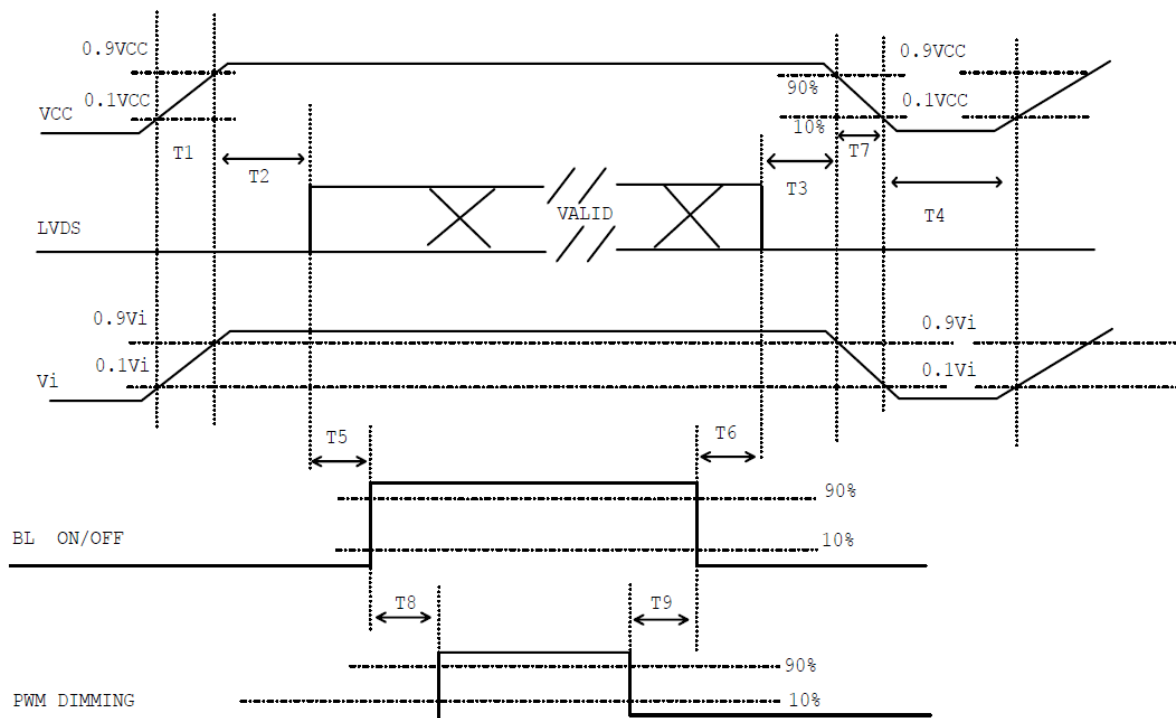 0.9VCC 0.9VCC
90%
0.1VCC 0.1VCC
VCC
10%
T1 T7
T2 T3
VALID T4
LVDS
0.9Vi 0.9Vi
0.1Vi 0.1Vi
Vi
T5 T6
90%
BL ON/OFF 10%
T8 T9
90%
PWM DIMMING 10%